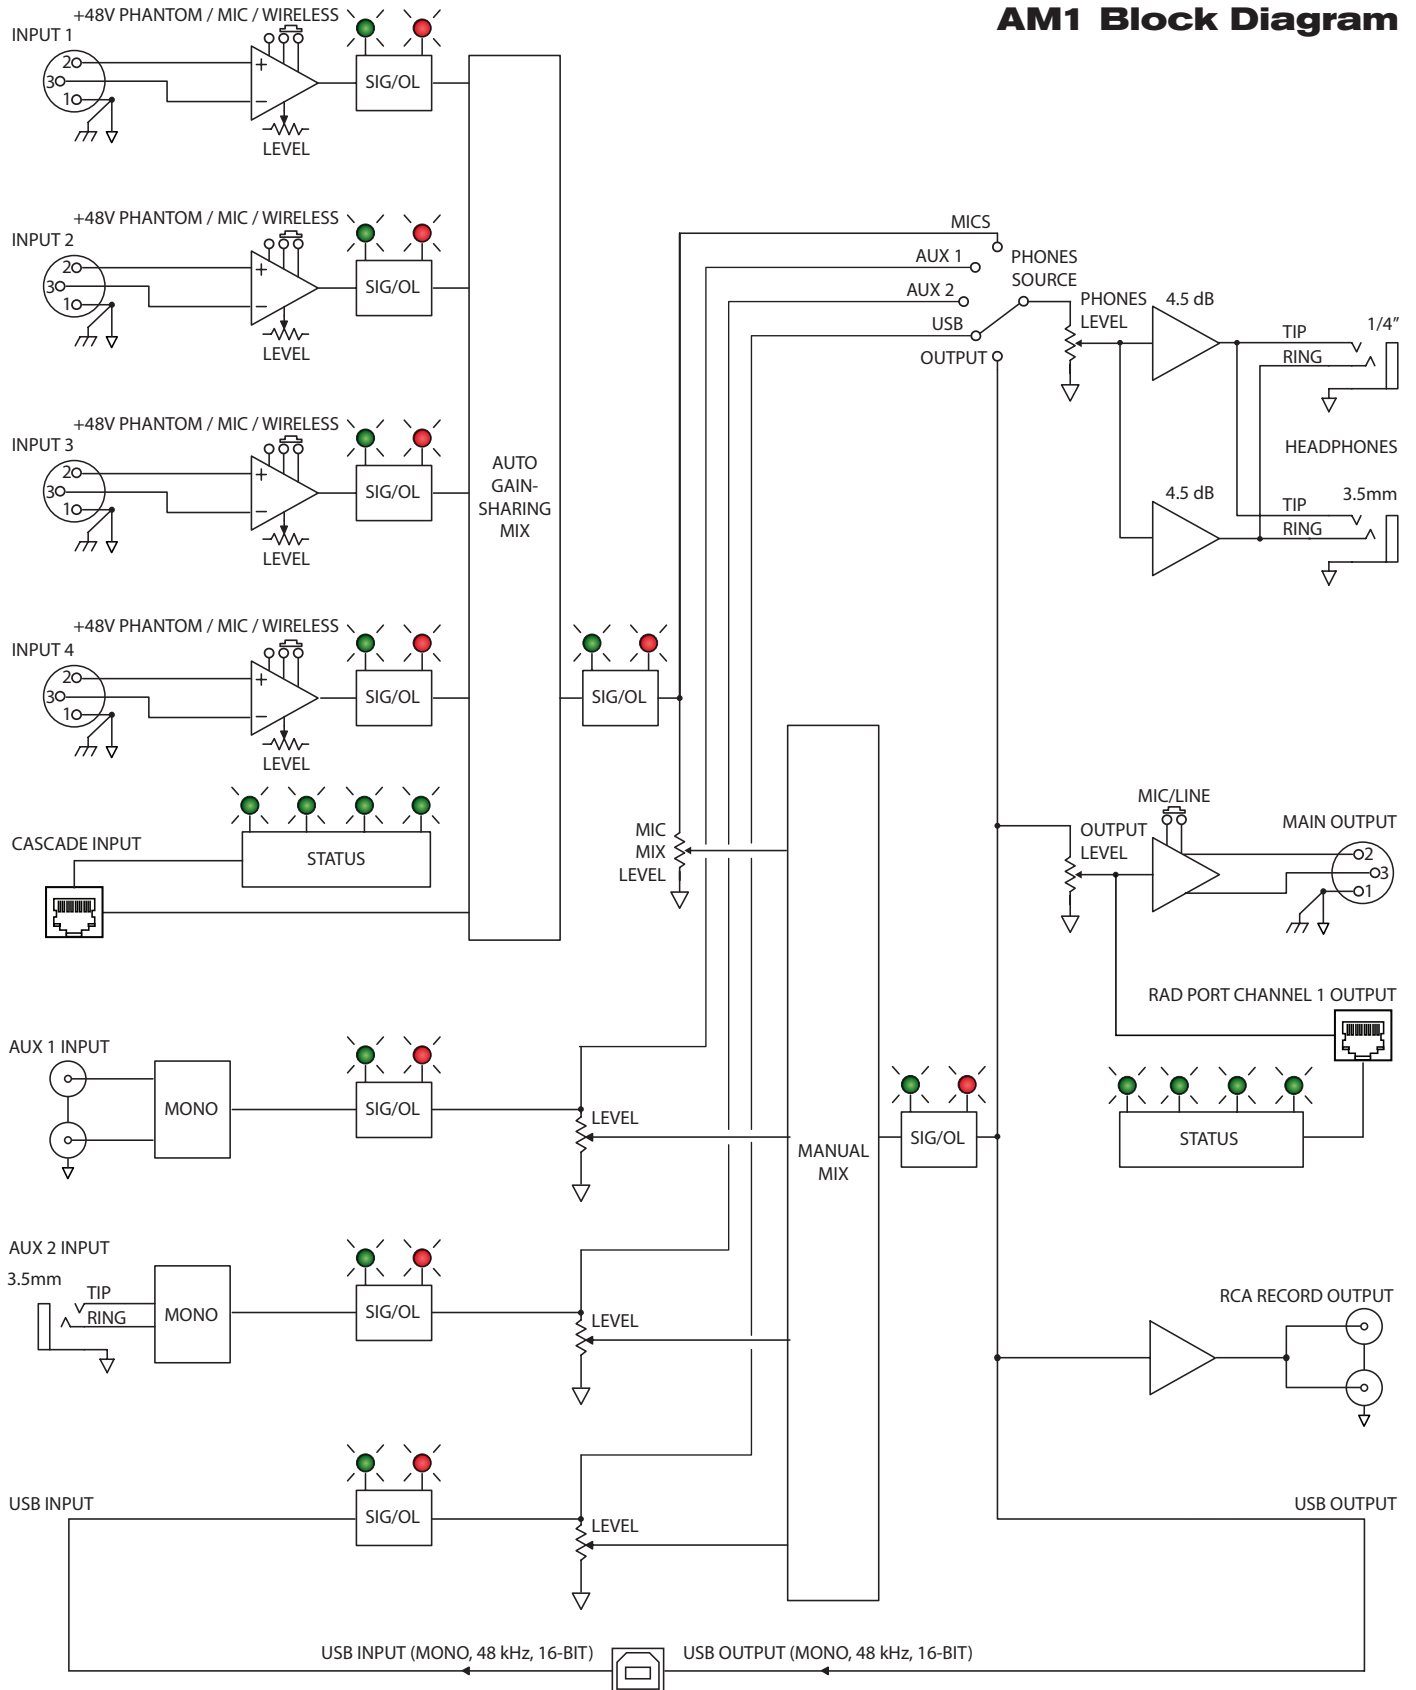 AM1 Block Diagram
+48V PHANTOM / MIC / WIRELESS
INPUT 1
2
3
1
+
−
LEVEL
SIG/OL
+48V PHANTOM / MIC / WIRELESS
INPUT 2
2
3
1
+
−
LEVEL
SIG/OL
+48V PHANTOM / MIC / WIRELESS
INPUT 3
2
3
1
+
−
LEVEL
SIG/OL
+48V PHANTOM / MIC / WIRELESS
INPUT 4
2
3
1
+
−
LEVEL
SIG/OL
AUTO
GAIN-
SHARING
MIX
SIG/OL
CASCADE INPUT
STATUS
MIC
MIX
LEVEL
MICS
AUX 1
AUX 2
USB
OUTPUT
PHONES
SOURCE
PHONES
LEVEL
4.5 dB
TIP
RING
1/4”
HEADPHONES
4.5 dB
TIP
RING
3.5mm
MIC/LINE
OUTPUT
LEVEL
MAIN OUTPUT
2
3
1
RAD PORT CHANNEL 1 OUTPUT
STATUS
AUX 1 INPUT
MONO
SIG/OL
LEVEL
MANUAL
MIX
SIG/OL
AUX 2 INPUT
3.5mm
TIP
RING
MONO
SIG/OL
LEVEL
RCA RECORD OUTPUT
USB INPUT
SIG/OL
LEVEL
USB OUTPUT
USB INPUT (MONO, 48 kHz, 16-BIT)
USB OUTPUT (MONO, 48 kHz, 16-BIT)